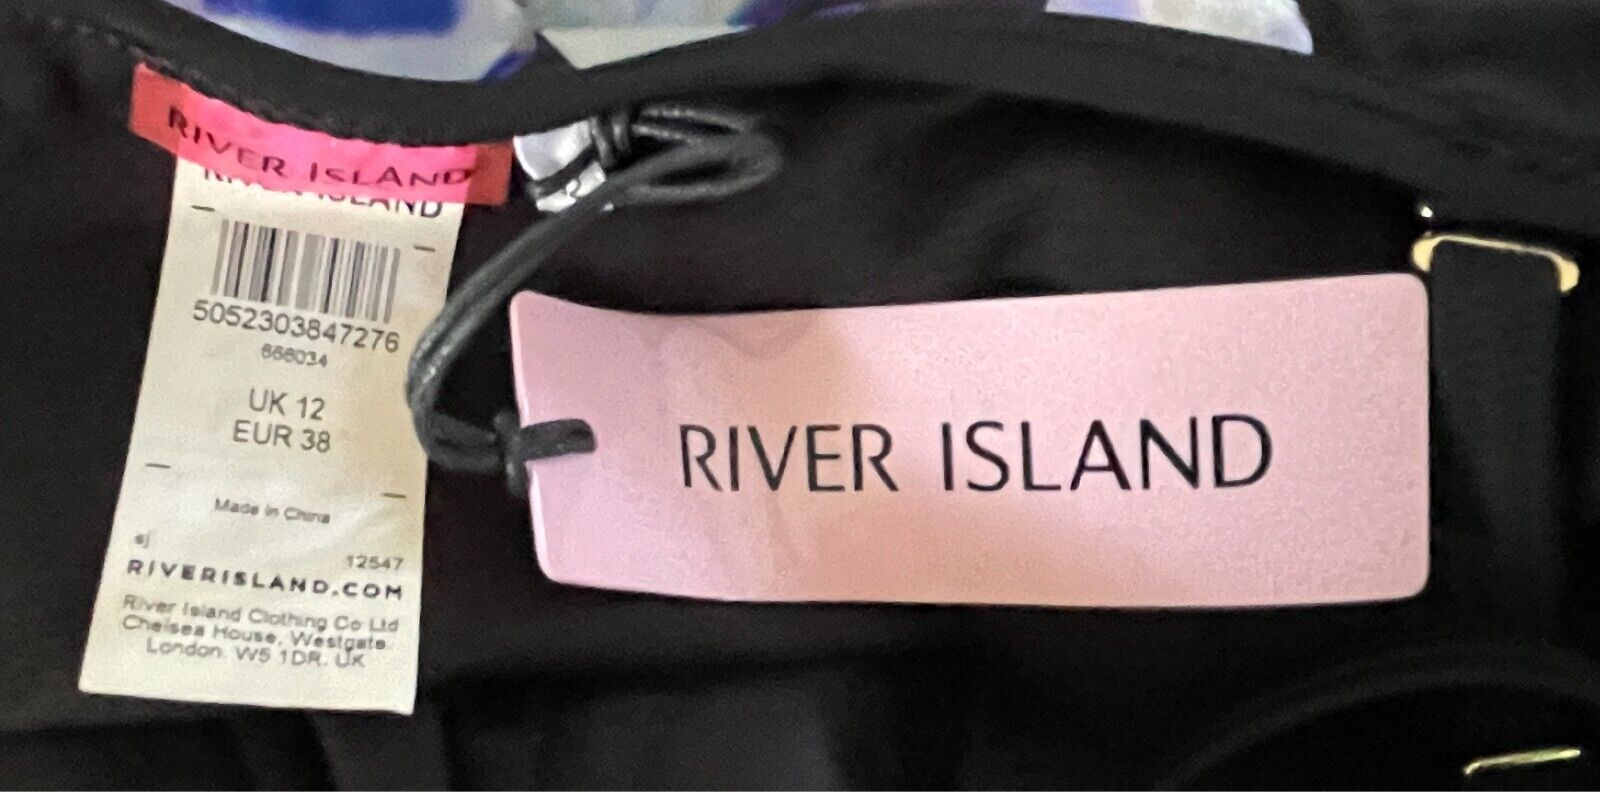 RIVER ISLAND
RIVER ISLAND
5052303847276
668034
UK 12
EUR 38
Made in China
sj
12547
RIVERISLAND.COM
River Island Clothing Co Ltd
Chelsea House, Westgate,
London. W5 1DR. UK
12
RIVER ISLAND